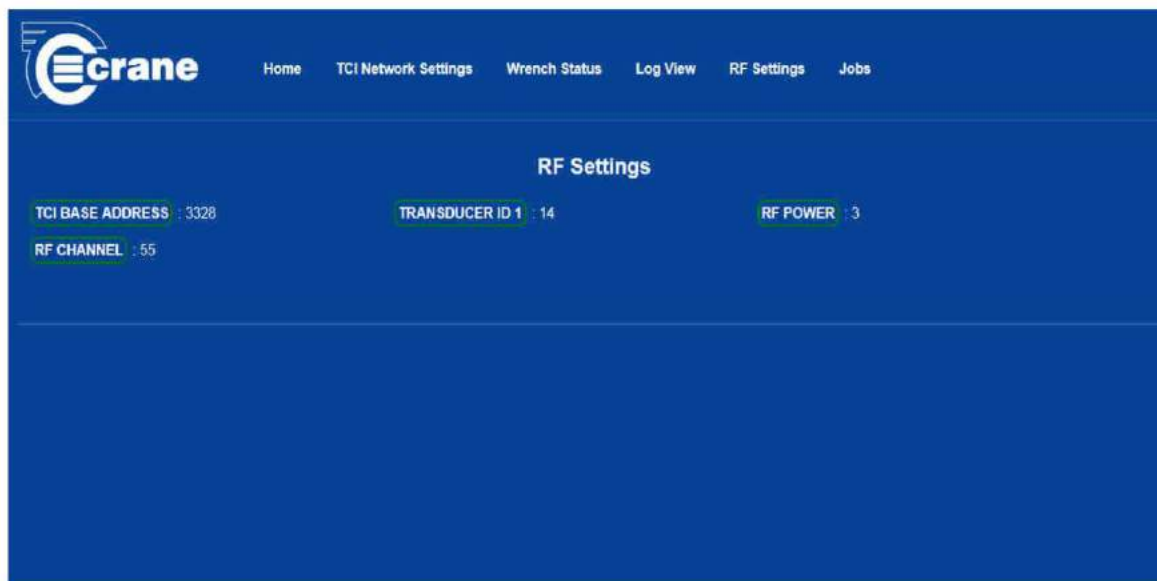 crane
Home TCI Network Settings Wrench Status Log View RF Settings Jobs
RF Settings
TCI BASE ADDRESS : 3328 TRANSDUCER ID 1 : 14 RF POWER : 3
RF CHANNEL : 55